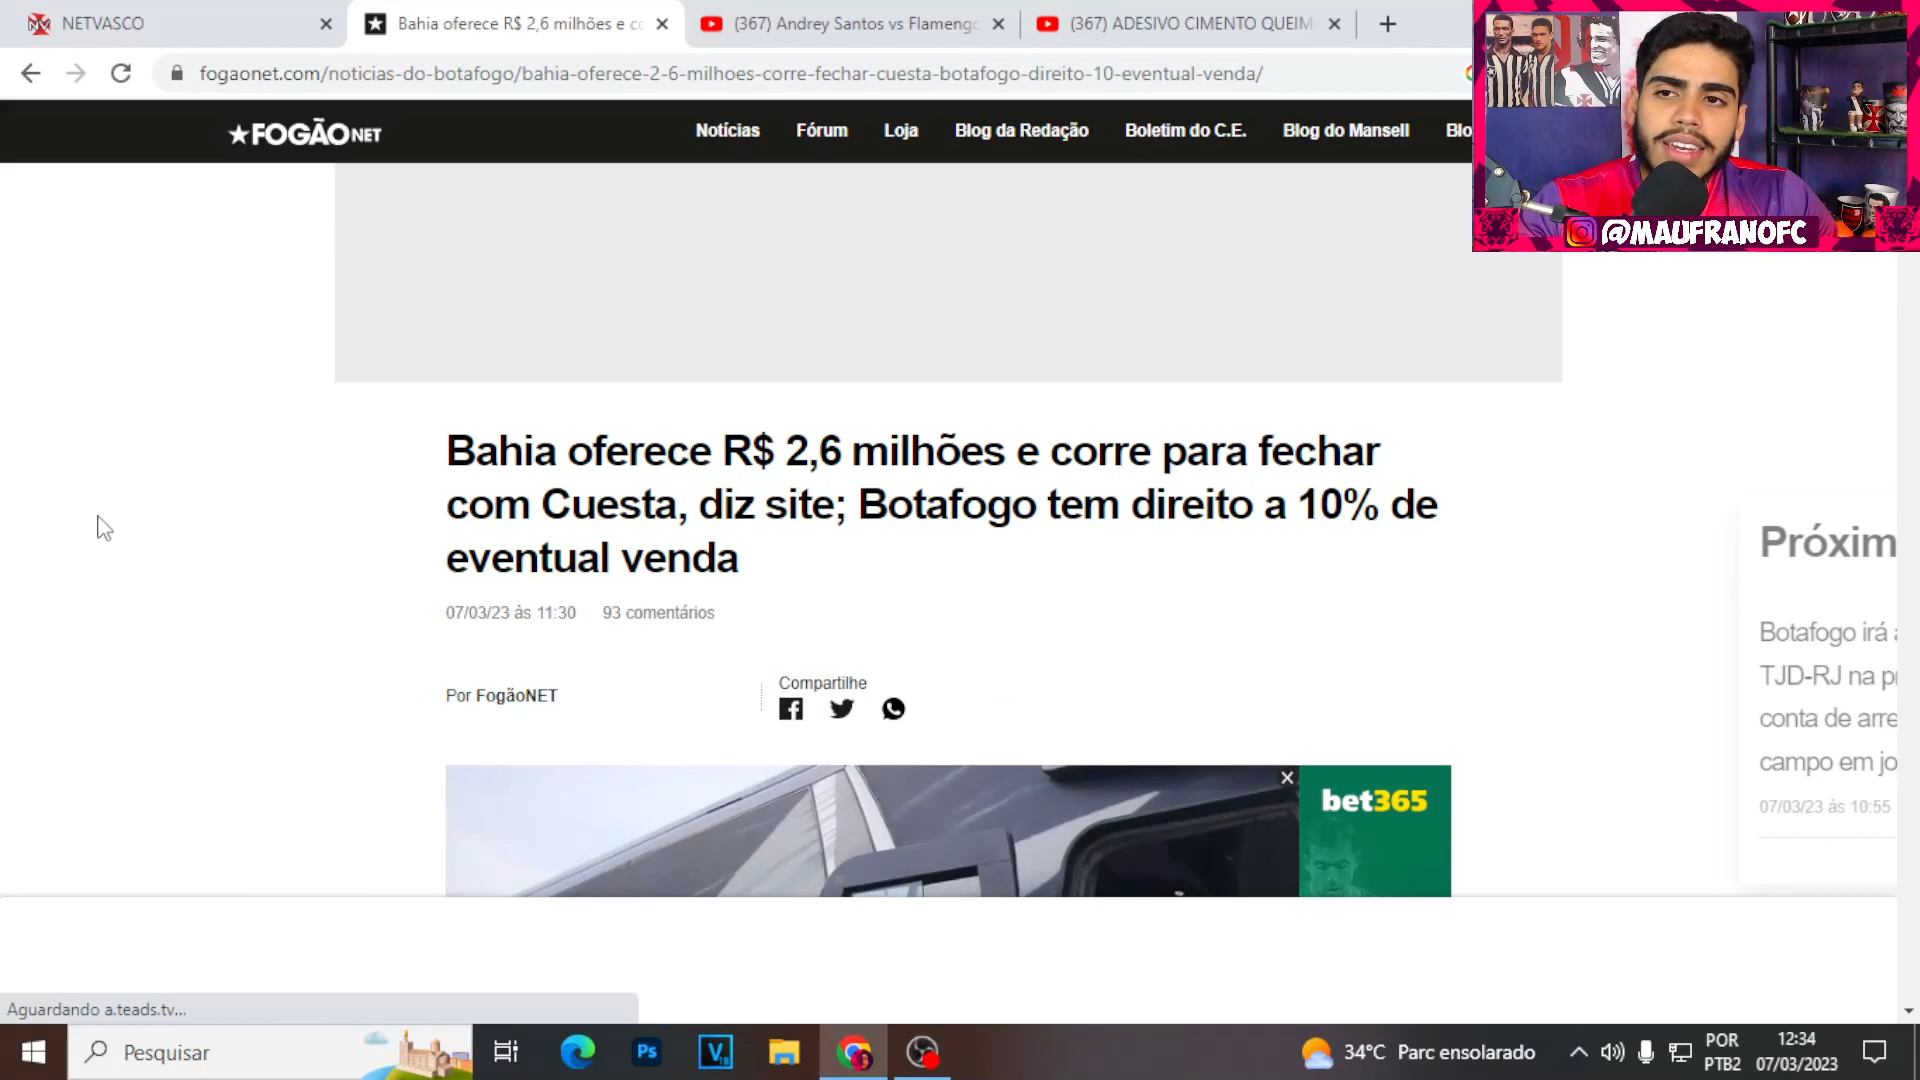 NETVASCO
Bahia oferece R$ 2,6 milhões e co
(367) Andrey Santos vs Flamengo
(367) ADESIVO CIMENTO QUEIM
fogaonet.com/noticias-do-botafogo/bahia-oferece-2-6-milhoes-corre-fechar-cuesta-botafogo-direito-10-eventual-venda/
FOGÃONET
Notícias Fórum Loja Blog da Redação Boletim do C.E. Blog do Mansell Blo
@MAUFRANOFC
Bahia oferece R$ 2,6 milhões e corre para fechar
com Cuesta, diz site; Botafogo tem direito a 10% de
eventual venda
07/03/23 às 11:30 93 comentários
Por FogãoNET
Compartilhe
bet365
Próxim
Botafogo irá a
TJD-RJ na pr
conta de arre
campo em jo
07/03/23 às 10:55
Aguardando a.teads.tv...
Pesquisar
Ps
V
34°C Parc ensolarado
POR
PTB2
12:34
07/03/2023